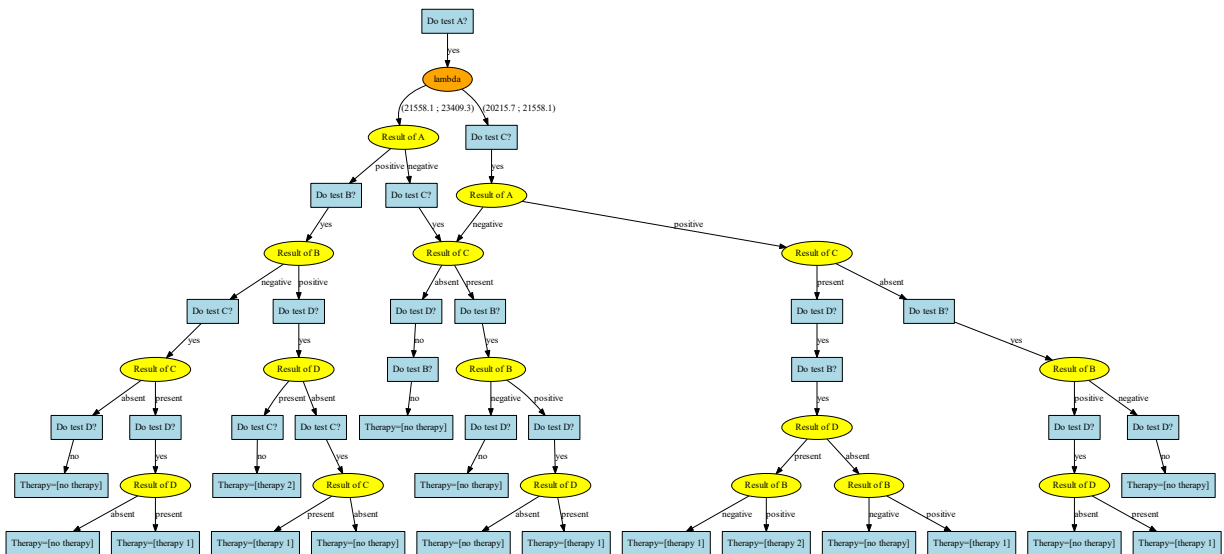 Do test A?
yes
lambda
(21558.1 ; 23409.3) (20215.7 ; 21558.1)
Result of A Do test C?
positive negative yes
Do test B? Do test C? Result of A
yes yes negative positive
Result of B Result of C Result of C
negative positive absent present present absent
Do test C? Do test D? Do test D? Do test B? Do test D? Do test B?
yes yes no yes yes yes
Result of C Result of D Do test B? Result of B Do test B? Result of B
absent present present absent no negative positive yes positive negative
Do test D? Do test D? Do test C? Do test C? Therapy=[no therapy] Do test D? Do test D? Result of D Do test D? Do test D?
no yes no yes no yes present absent yes no
Therapy=[no therapy] Result of D Therapy=[therapy 2] Result of C Therapy=[no therapy] Result of D Result of B Result of B Result of D Therapy=[no therapy]
absent present present absent absent present negative positive negative positive absent present
Therapy=[no therapy] Therapy=[therapy 1] Therapy=[therapy 1] Therapy=[no therapy] Therapy=[no therapy] Therapy=[therapy 1] Therapy=[therapy 1] Therapy=[therapy 2] Therapy=[no therapy] Therapy=[therapy 1] Therapy=[no therapy] Therapy=[therapy 1]